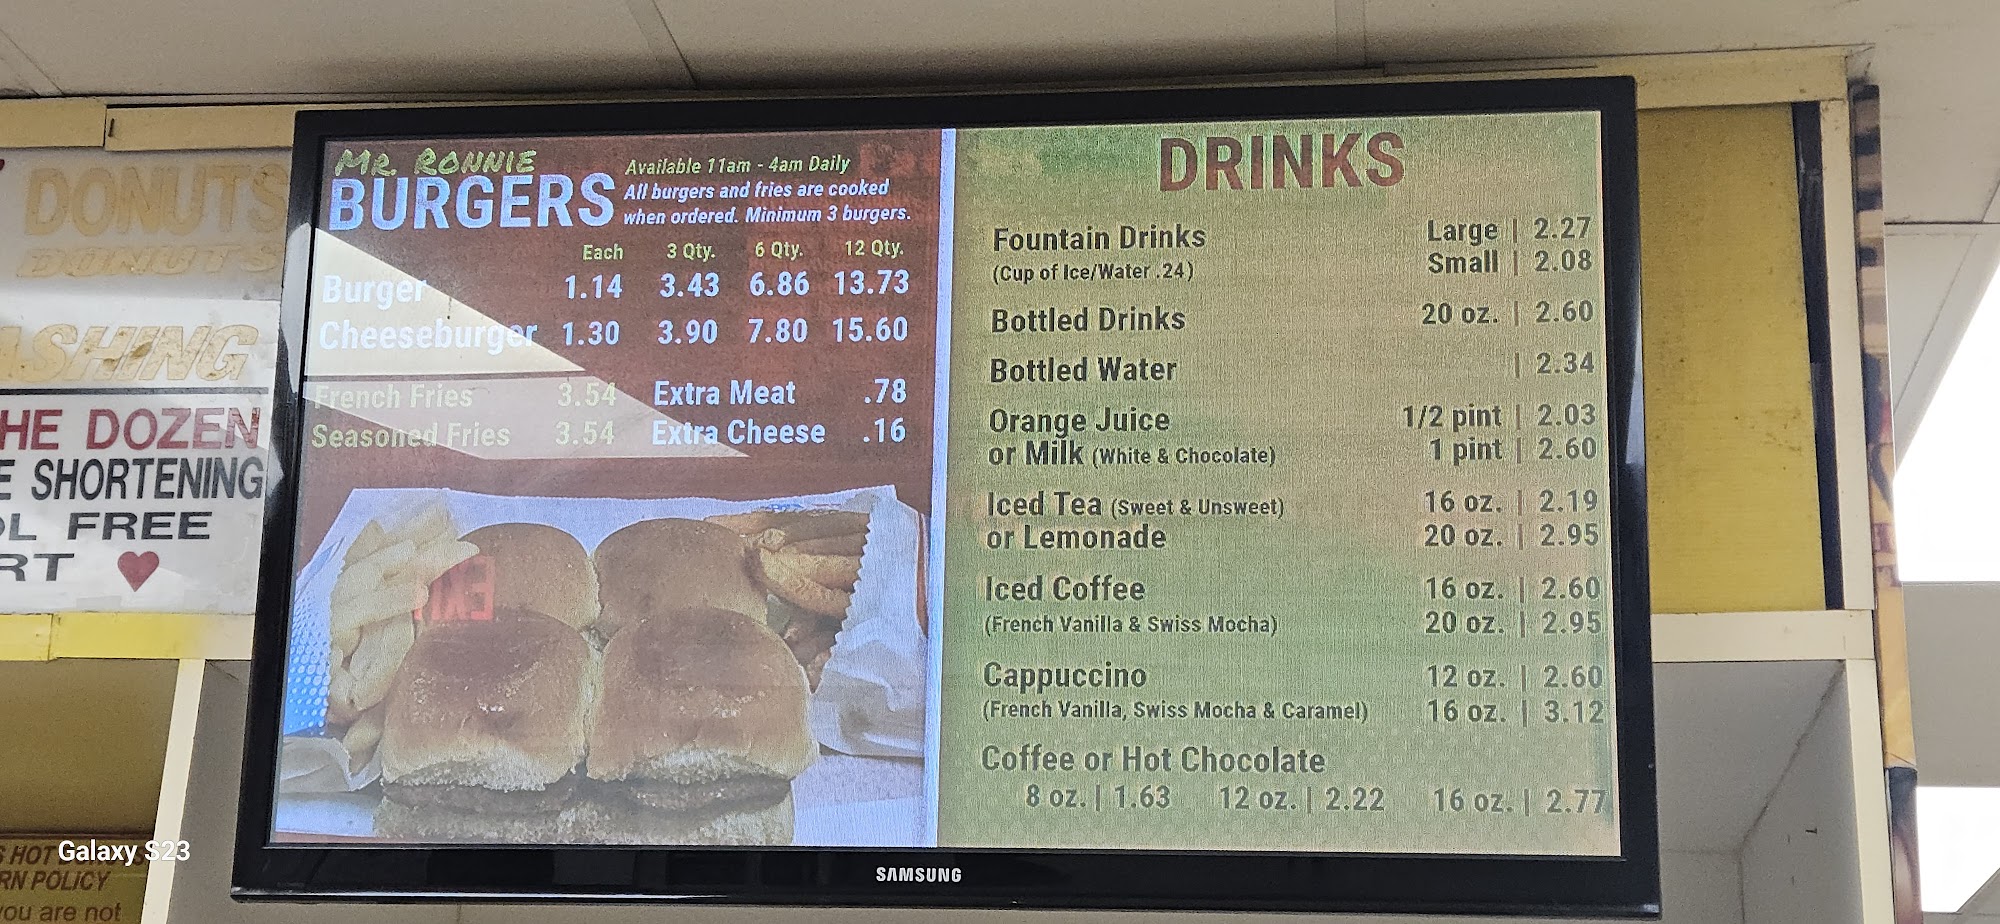 DONUTS
DONUTS
ASHING
HE DOZEN
E SHORTENING
OL FREE
RT
MR. RONNIE
BURGERS
Available 11am - 4am Daily
All burgers and fries are cooked
when ordered. Minimum 3 burgers.
Each 3 Qty. 6 Qty. 12 Qty.
Burger 1.14 3.43 6.86 13.73
Cheeseburger 1.30 3.90 7.80 15.60
French Fries 3.54 Extra Meat .78
Seasoned Fries 3.54 Extra Cheese .16
EXIT
DRINKS
Fountain Drinks Large | 2.27
(Cup of Ice/Water .24) Small | 2.08
Bottled Drinks 20 oz. | 2.60
Bottled Water | 2.34
Orange Juice 1/2 pint | 2.03
or Milk (White & Chocolate) 1 pint | 2.60
Iced Tea (Sweet & Unsweet) 16 oz. | 2.19
or Lemonade 20 oz. | 2.95
Iced Coffee 16 oz. | 2.60
(French Vanilla & Swiss Mocha) 20 oz. | 2.95
Cappuccino 12 oz. | 2.60
(French Vanilla, Swiss Mocha & Caramel) 16 oz. | 3.12
Coffee or Hot Chocolate
8 oz. | 1.63 12 oz. | 2.22 16 oz. | 2.77
SAMSUNG
S HOT
RN POLICY
you are not
Galaxy S23